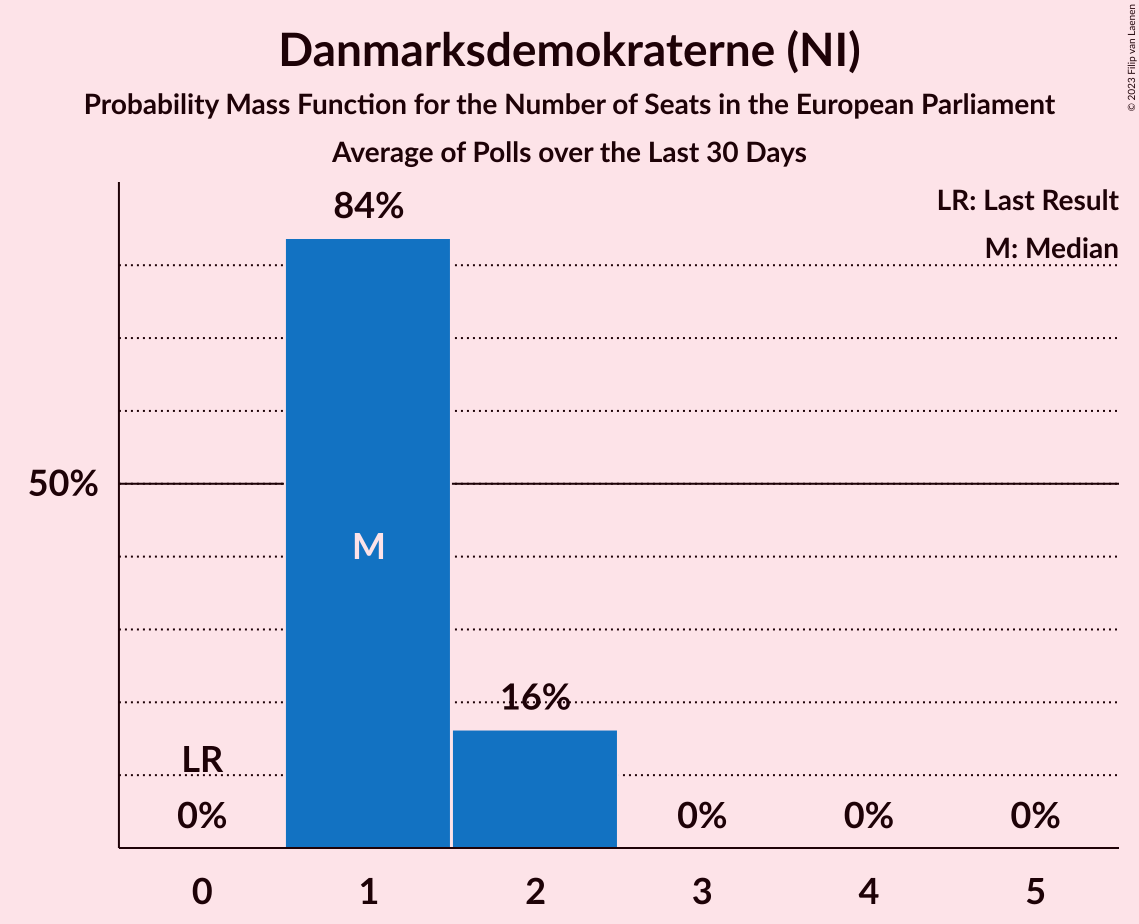 Danmarksdemokraterne (NI)
Probability Mass Function for the Number of Seats in the European Parliament
Average of Polls over the Last 30 Days
© 2023 Filip van Laenen
LR: Last Result
M: Median
84%
50%
M
16%
LR
0%
0%
0%
0%
0
1
2
3
4
5